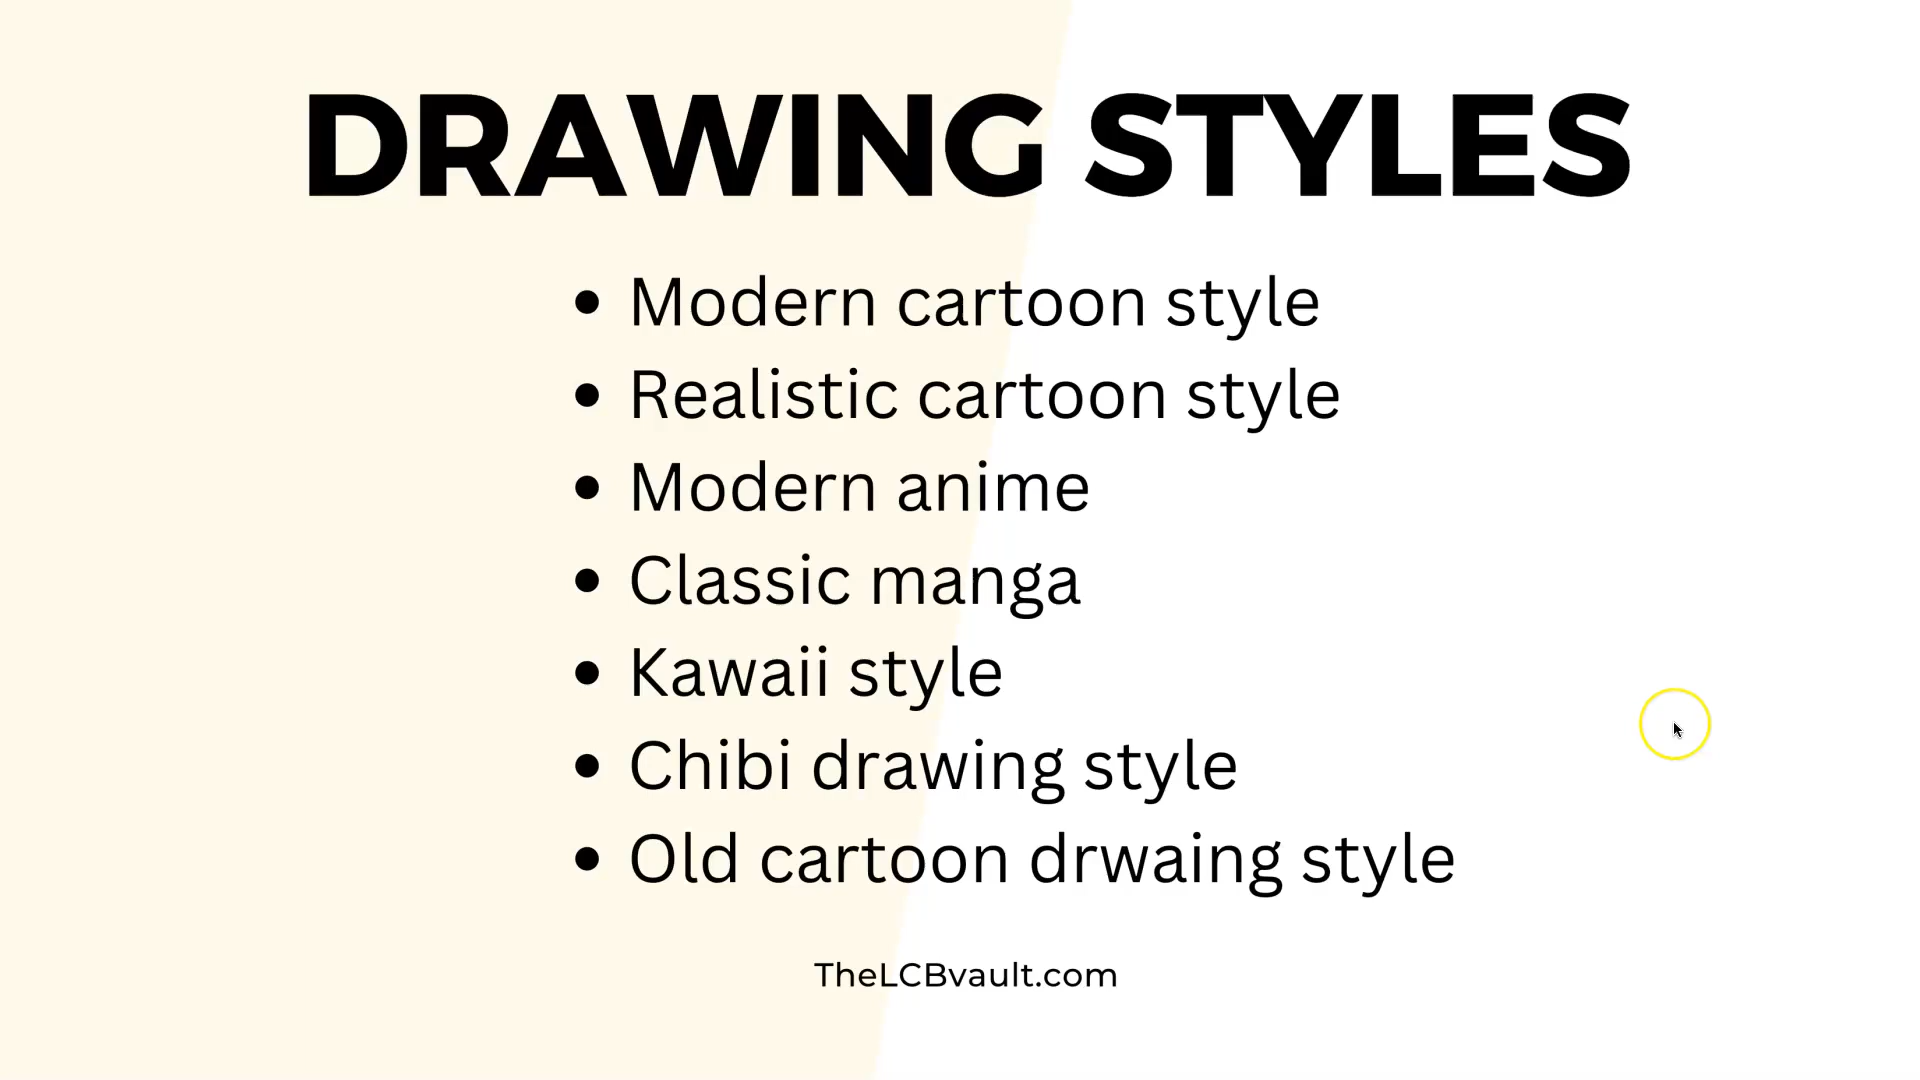 DRAWING STYLES
• Modern cartoon style
• Realistic cartoon style
• Modern anime
• Classic manga
• Kawaii style
• Chibi drawing style
• Old cartoon drwaing style
TheLCBvault.com